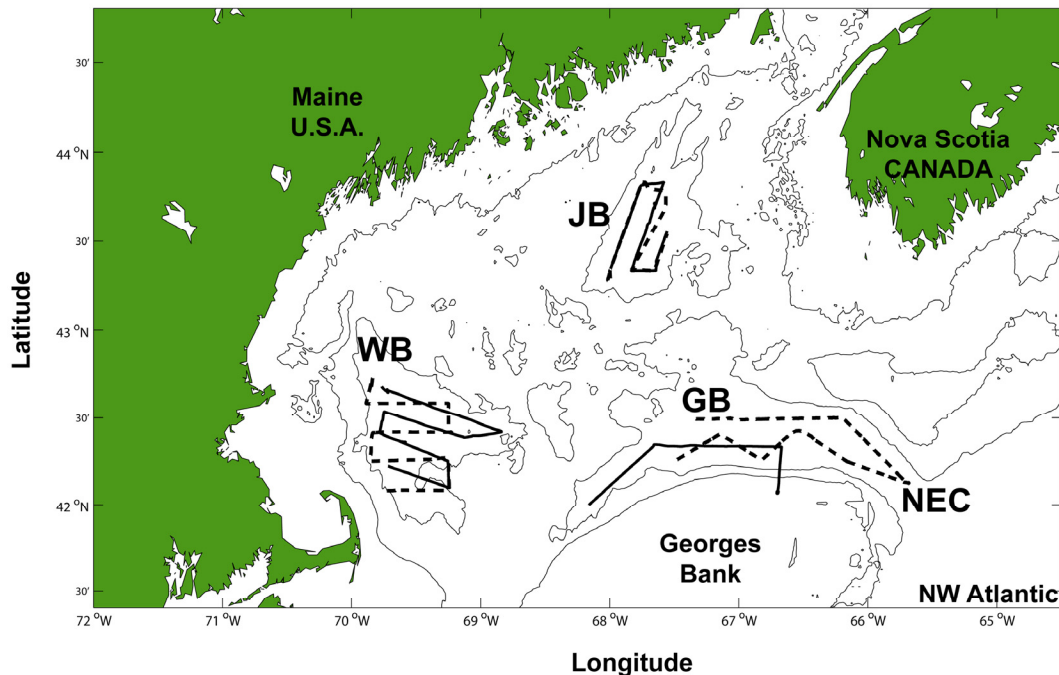 30'
Maine
U.S.A.
Nova Scotia
CANADA
44 °N
JB
30'
Latitude
43 °N
WB
GB
30'
42 °N
NEC
Georges
Bank
30'
NW Atlantic
72 °W
71 °W
70 °W
69 °W
68 °W
67 °W
66 °W
65 °W
Longitude